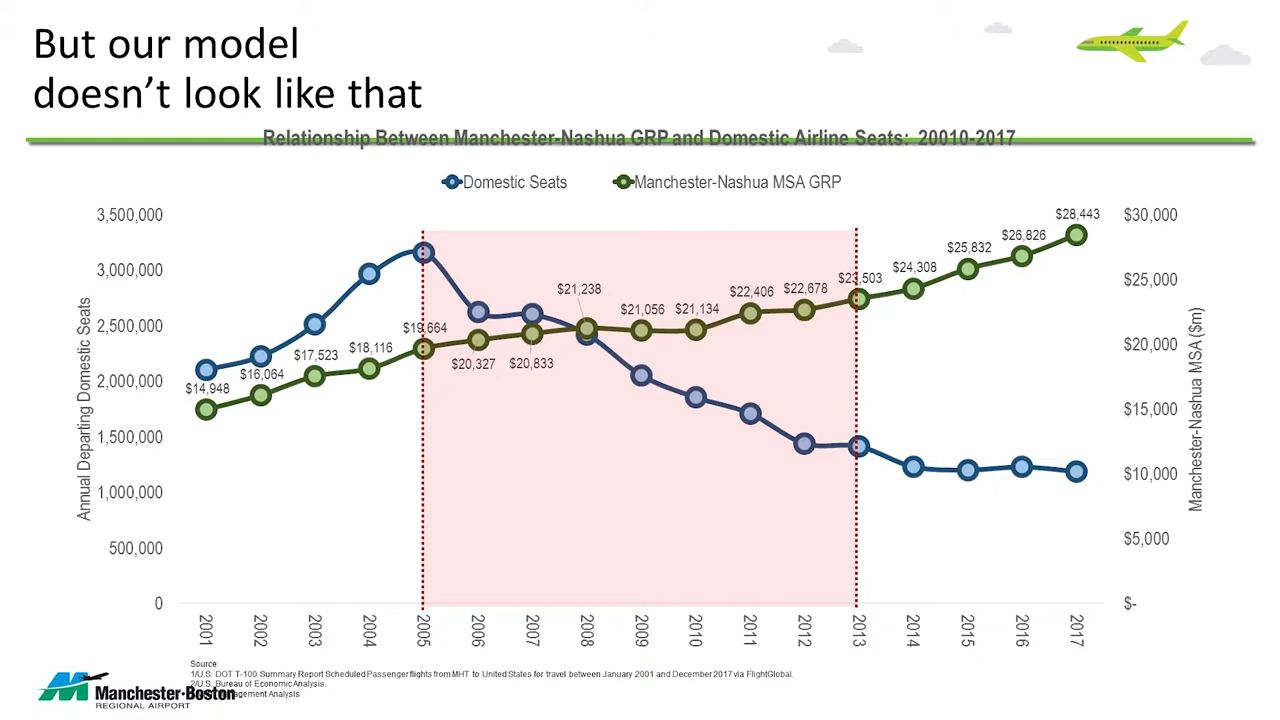 But our model
doesn't look like that
Relationship Between Manchester-Nashua GRP and Domestic Airline Seats: 20010-2017
Domestic Seats Manchester-Nashua MSA GRP
3,500,000
3,000,000
2,500,000
2,000,000
1,500,000
1,000,000
500,000
0
Annual Departing Domestic Seats
$14,948
$16,064
$17,523
$18,116
$19,664
$20,327
$20,833
$21,238
$21,056
$21,134
$22,406
$22,678
$23,503
$24,308
$25,832
$26,826
$28,443
$30,000
$25,000
$20,000
$15,000
$10,000
$5,000
$-
Manchester-Nashua MSA ($m)
2001 2002 2003 2004 2005 2006 2007 2008 2009 2010 2011 2012 2013 2014 2015 2016 2017
Source:
1/U.S. DOT T-100 Summary Report Scheduled Passenger flights from MHT to United States for travel between January 2001 and December 2017 via FlightGlobal.
2/U.S. Bureau of Economic Analysis.
Management Analysis
Manchester·Boston
REGIONAL AIRPORT